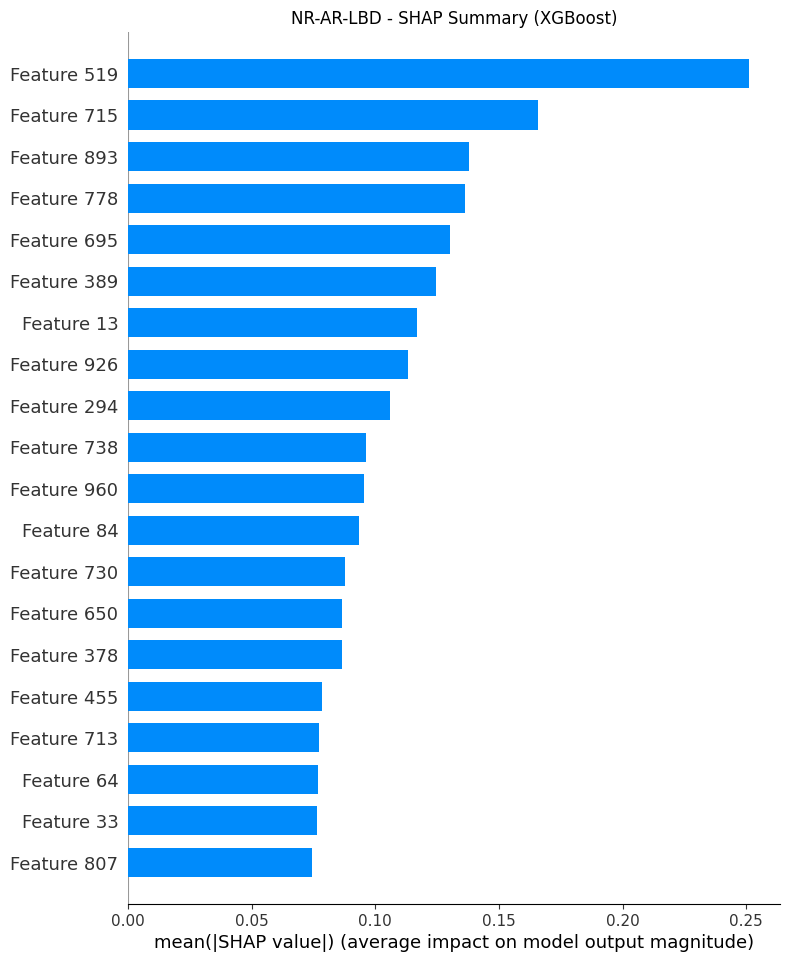 NR-AR-LBD - SHAP Summary (XGBoost)
Feature 519
Feature 715
Feature 893
Feature 778
Feature 695
Feature 389
Feature 13
Feature 926
Feature 294
Feature 738
Feature 960
Feature 84
Feature 730
Feature 650
Feature 378
Feature 455
Feature 713
Feature 64
Feature 33
Feature 807
0.00 0.05 0.10 0.15 0.20 0.25
mean(|SHAP value|) (average impact on model output magnitude)